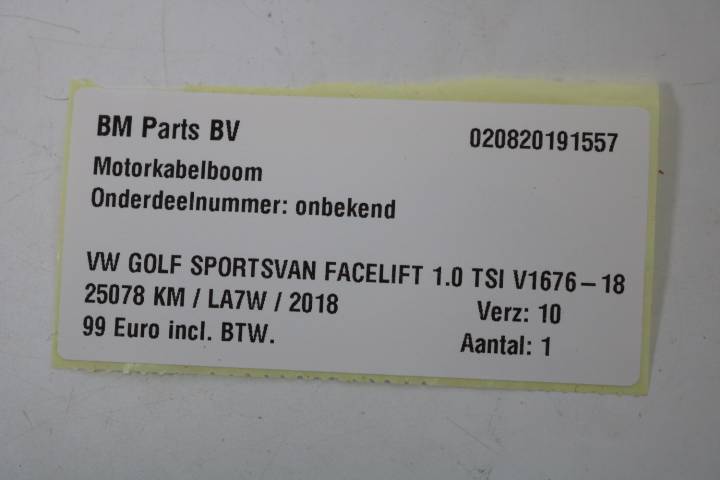 BM Parts BV 020820191557
Motorkabelboom
Onderdeelnummer: onbekend
VW GOLF SPORTSVAN FACELIFT 1.0 TSI V1676-18
25078 KM / LA7W / 2018 Verz: 10
99 Euro incl. BTW. Aantal: 1